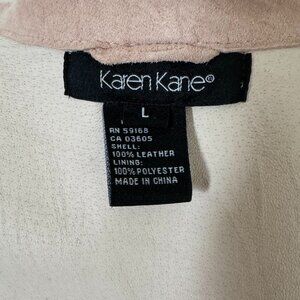 Karen Kane®
L
RN 59168
CA 03605
SHELL:
100% LEATHER
LINING:
100% POLYESTER
MADE IN CHINA